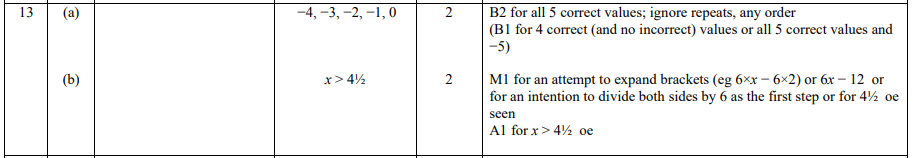 13 (a) −4, −3, −2, −1, 0 2 B2 for all 5 correct values; ignore repeats, any order
(B1 for 4 correct (and no incorrect) values or all 5 correct values and
−5)
(b) x > 4½ 2 M1 for an attempt to expand brackets (eg 6×x – 6×2) or 6x – 12 or
for an intention to divide both sides by 6 as the first step or for 4½ oe
seen
A1 for x > 4½ oe